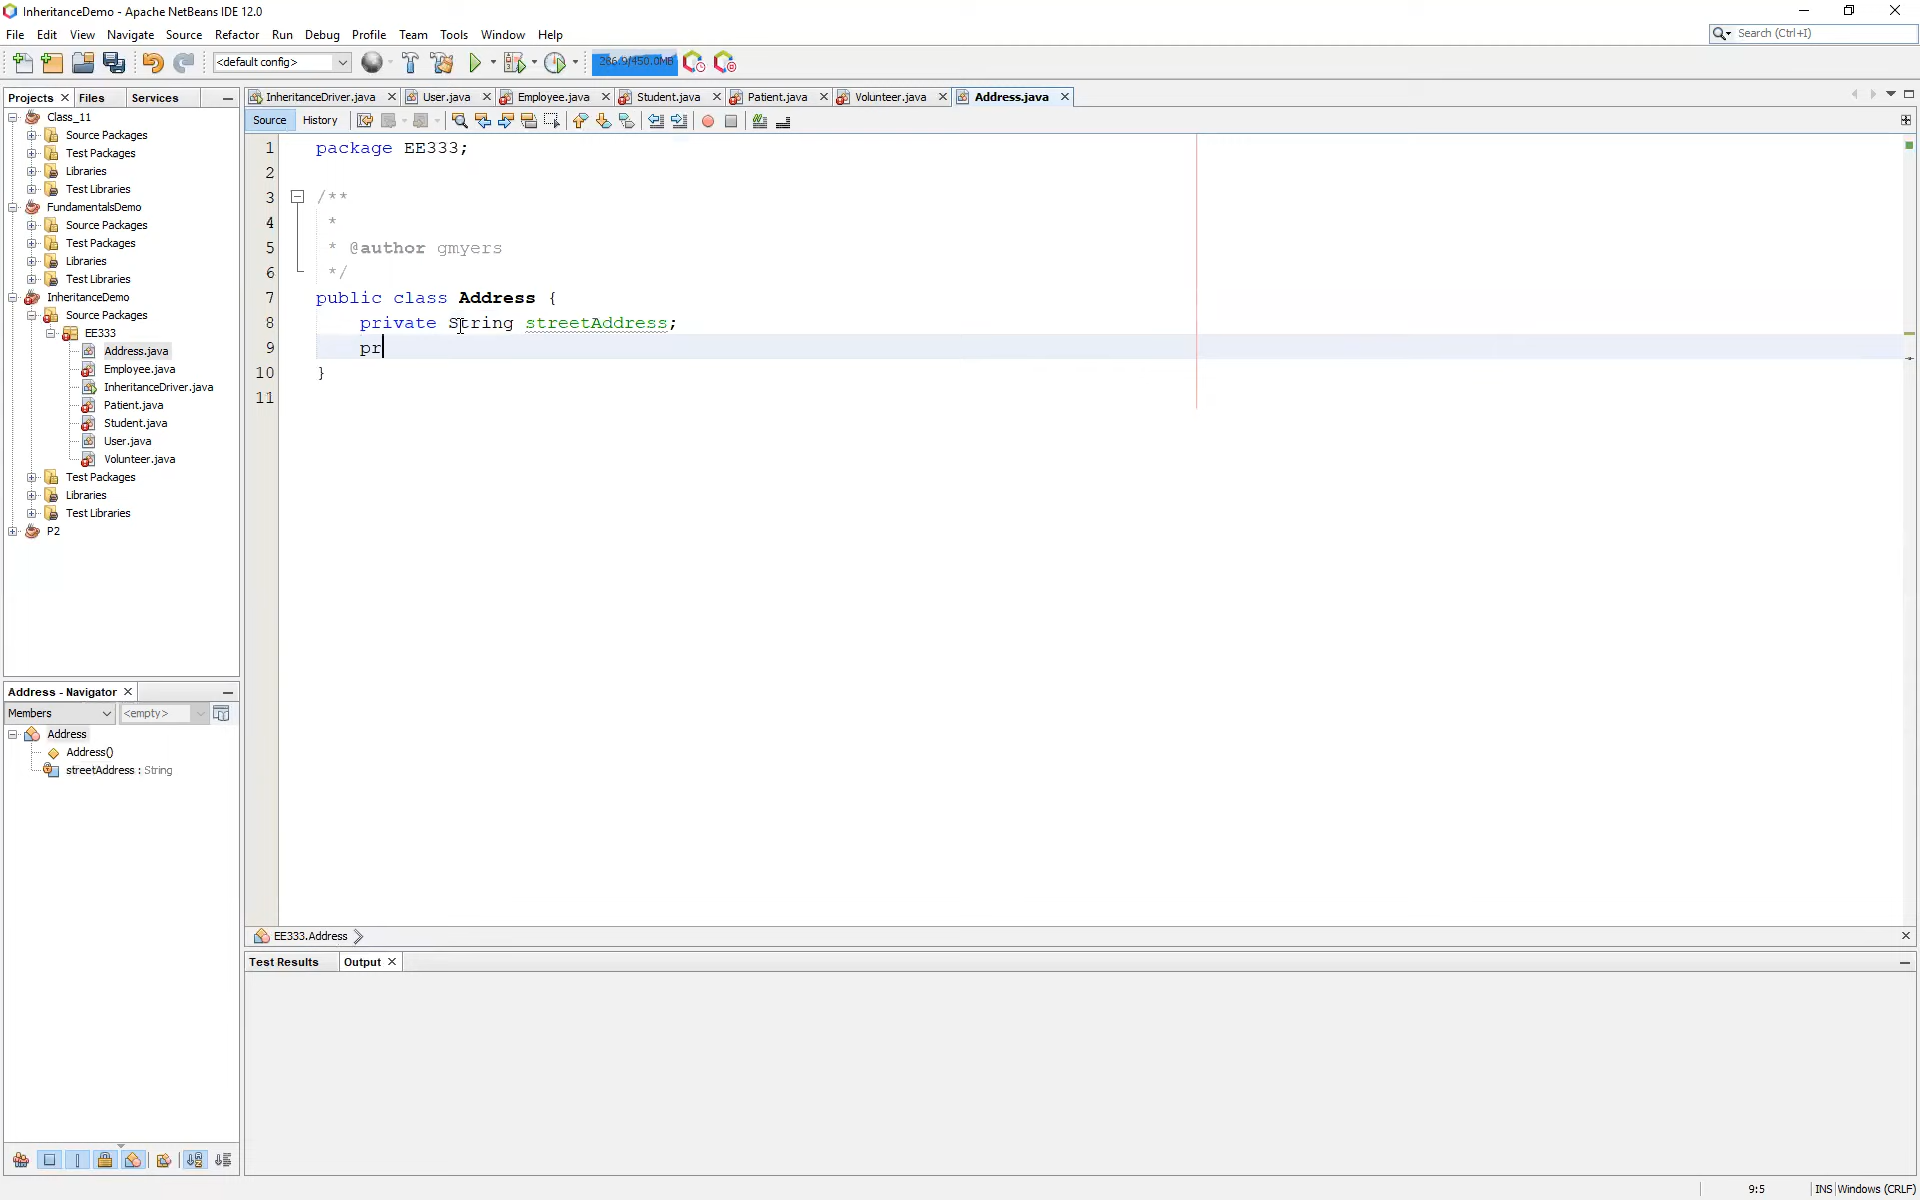 InheritanceDemo - Apache NetBeans IDE 12.0
File Edit View Navigate Source Refactor Run Debug Profile Team Tools Window Help
Search (Ctrl+I)
<default config>
286.9/450.0MB
Projects Files Services
InheritanceDriver.java User.java Employee.java Student.java Patient.java Volunteer.java Address.java
Source History
Class_11
Source Packages
Test Packages
Libraries
Test Libraries
FundamentalsDemo
Source Packages
Test Packages
Libraries
Test Libraries
InheritanceDemo
Source Packages
EE333
Address.java
Employee.java
InheritanceDriver.java
Patient.java
Student.java
User.java
Volunteer.java
Test Packages
Libraries
Test Libraries
P2
1 package EE333;
2
3 /**
4 *
5 * @author gmyers
6 */
7 public class Address {
8 private String streetAddress;
9 pr
10 }
11
Address - Navigator
Members <empty>
Address
Address()
streetAddress : String
EE333.Address
Test Results Output
9:5 INS Windows (CRLF)